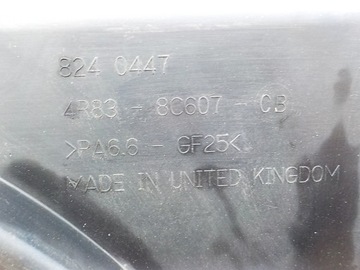 824 0447
4R83 - 8C607 - CB
>PA6.6 - GF25<
MADE IN UNITED KINGDOM